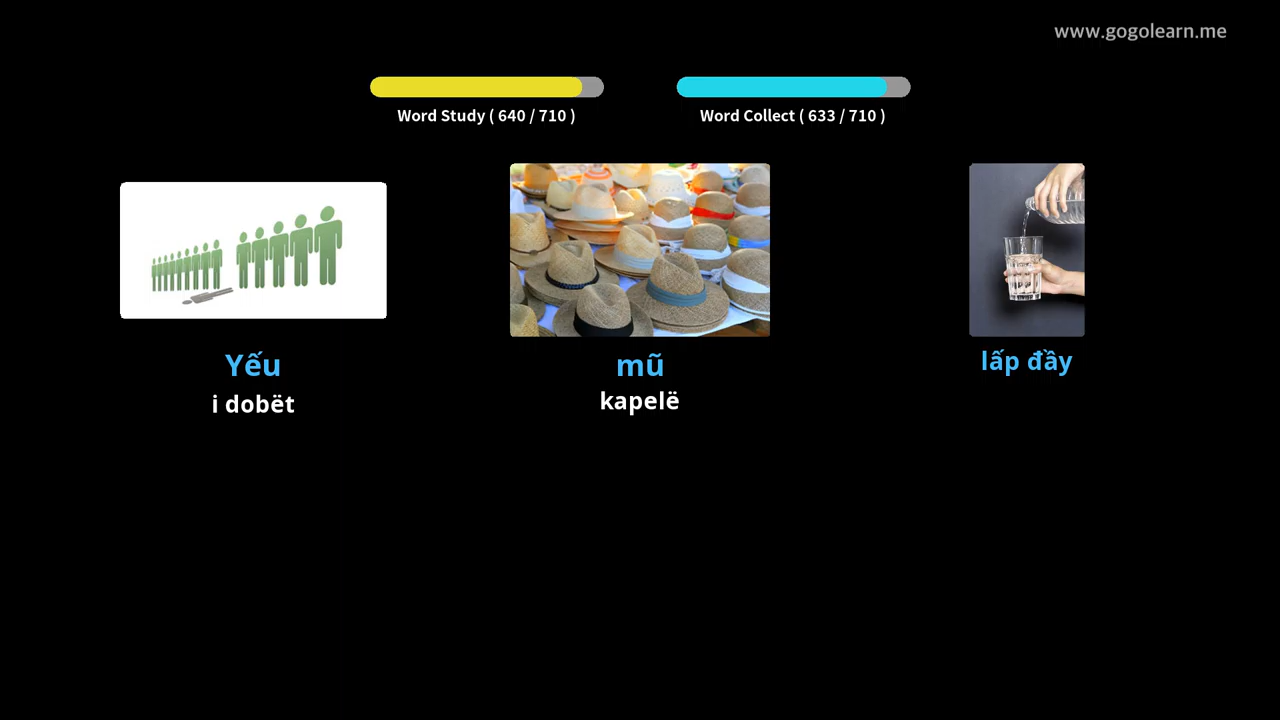 www.gogolearn.me
Word Study ( 640 / 710 )
Word Collect ( 633 / 710 )
Yếu
i dobët
mũ
kapelë
lấp đầy